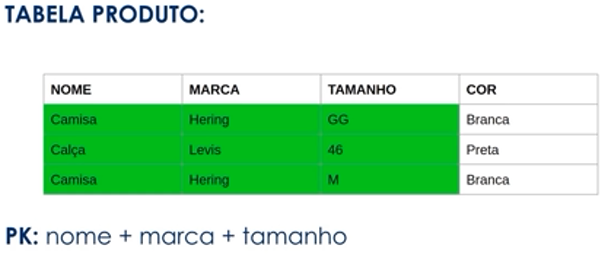 TABELA PRODUTO:
NOME MARCA TAMANHO COR
Camisa Hering GG Branca
Calça Levis 46 Preta
Camisa Hering M Branca
PK: nome + marca + tamanho